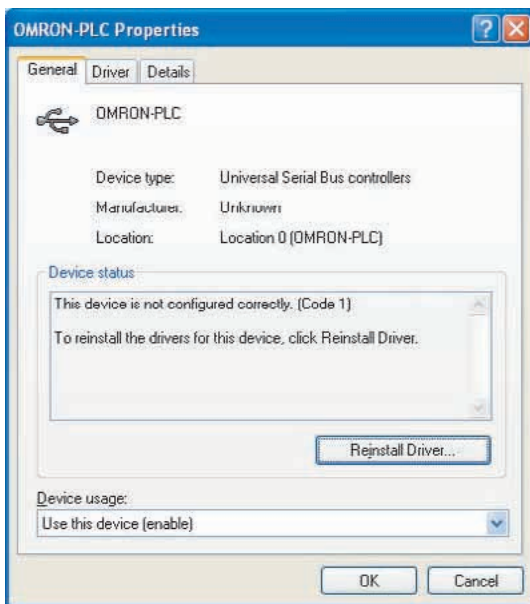 OMRON-PLC Properties
General Driver Details
OMRON-PLC
Device type: Universal Serial Bus controllers
Manufacturer: Unknown
Location: Location 0 (OMRON-PLC)
Device status
This device is not configured correctly. (Code 1)
To reinstall the drivers for this device, click Reinstall Driver.
Reinstall Driver...
Device usage:
Use this device (enable)
OK Cancel